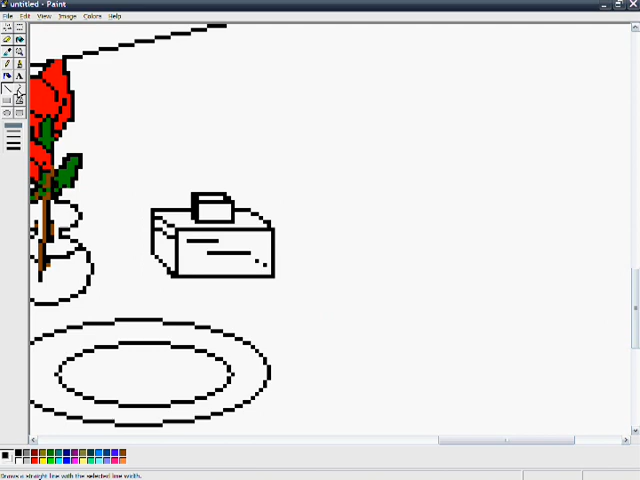 untitled - Paint
File Edit View Image Colors Help
A
Draws a straight line with the selected line width.